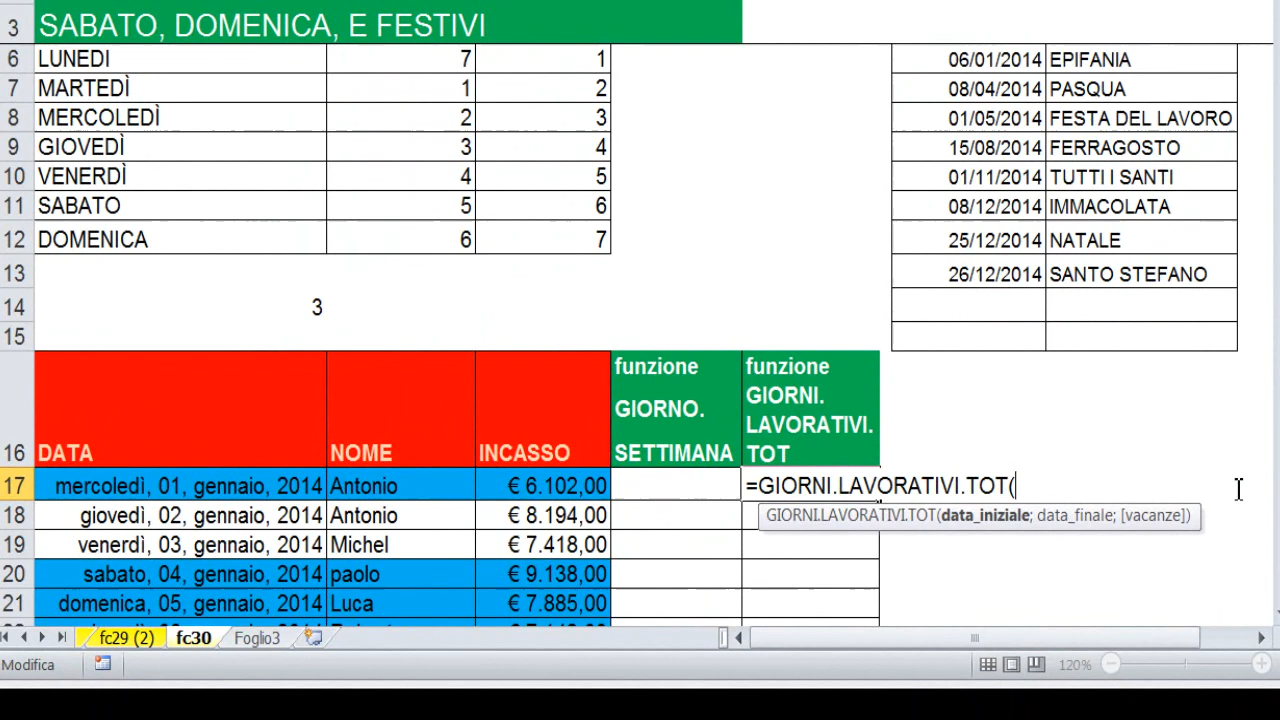 3 SABATO, DOMENICA, E FESTIVI
6 LUNEDI 7 1 06/01/2014 EPIFANIA
7 MARTEDÌ 1 2 08/04/2014 PASQUA
8 MERCOLEDÌ 2 3 01/05/2014 FESTA DEL LAVORO
9 GIOVEDÌ 3 4 15/08/2014 FERRAGOSTO
10 VENERDÌ 4 5 01/11/2014 TUTTI I SANTI
11 SABATO 5 6 08/12/2014 IMMACOLATA
12 DOMENICA 6 7 25/12/2014 NATALE
13 26/12/2014 SANTO STEFANO
14 3
15
funzione funzione
GIORNO. GIORNI.
LAVORATIVI.
16 DATA NOME INCASSO SETTIMANA TOT
17 mercoledì, 01, gennaio, 2014 Antonio € 6.102,00 =GIORNI.LAVORATIVI.TOT(
18 giovedì, 02, gennaio, 2014 Antonio € 8.194,00 GIORNI.LAVORATIVI.TOT(data_iniziale; data_finale; [vacanze])
19 venerdì, 03, gennaio, 2014 Michel € 7.418,00
20 sabato, 04, gennaio, 2014 paolo € 9.138,00
21 domenica, 05, gennaio, 2014 Luca € 7.885,00
fc29 (2) fc30 Foglio3
Modifica 120%